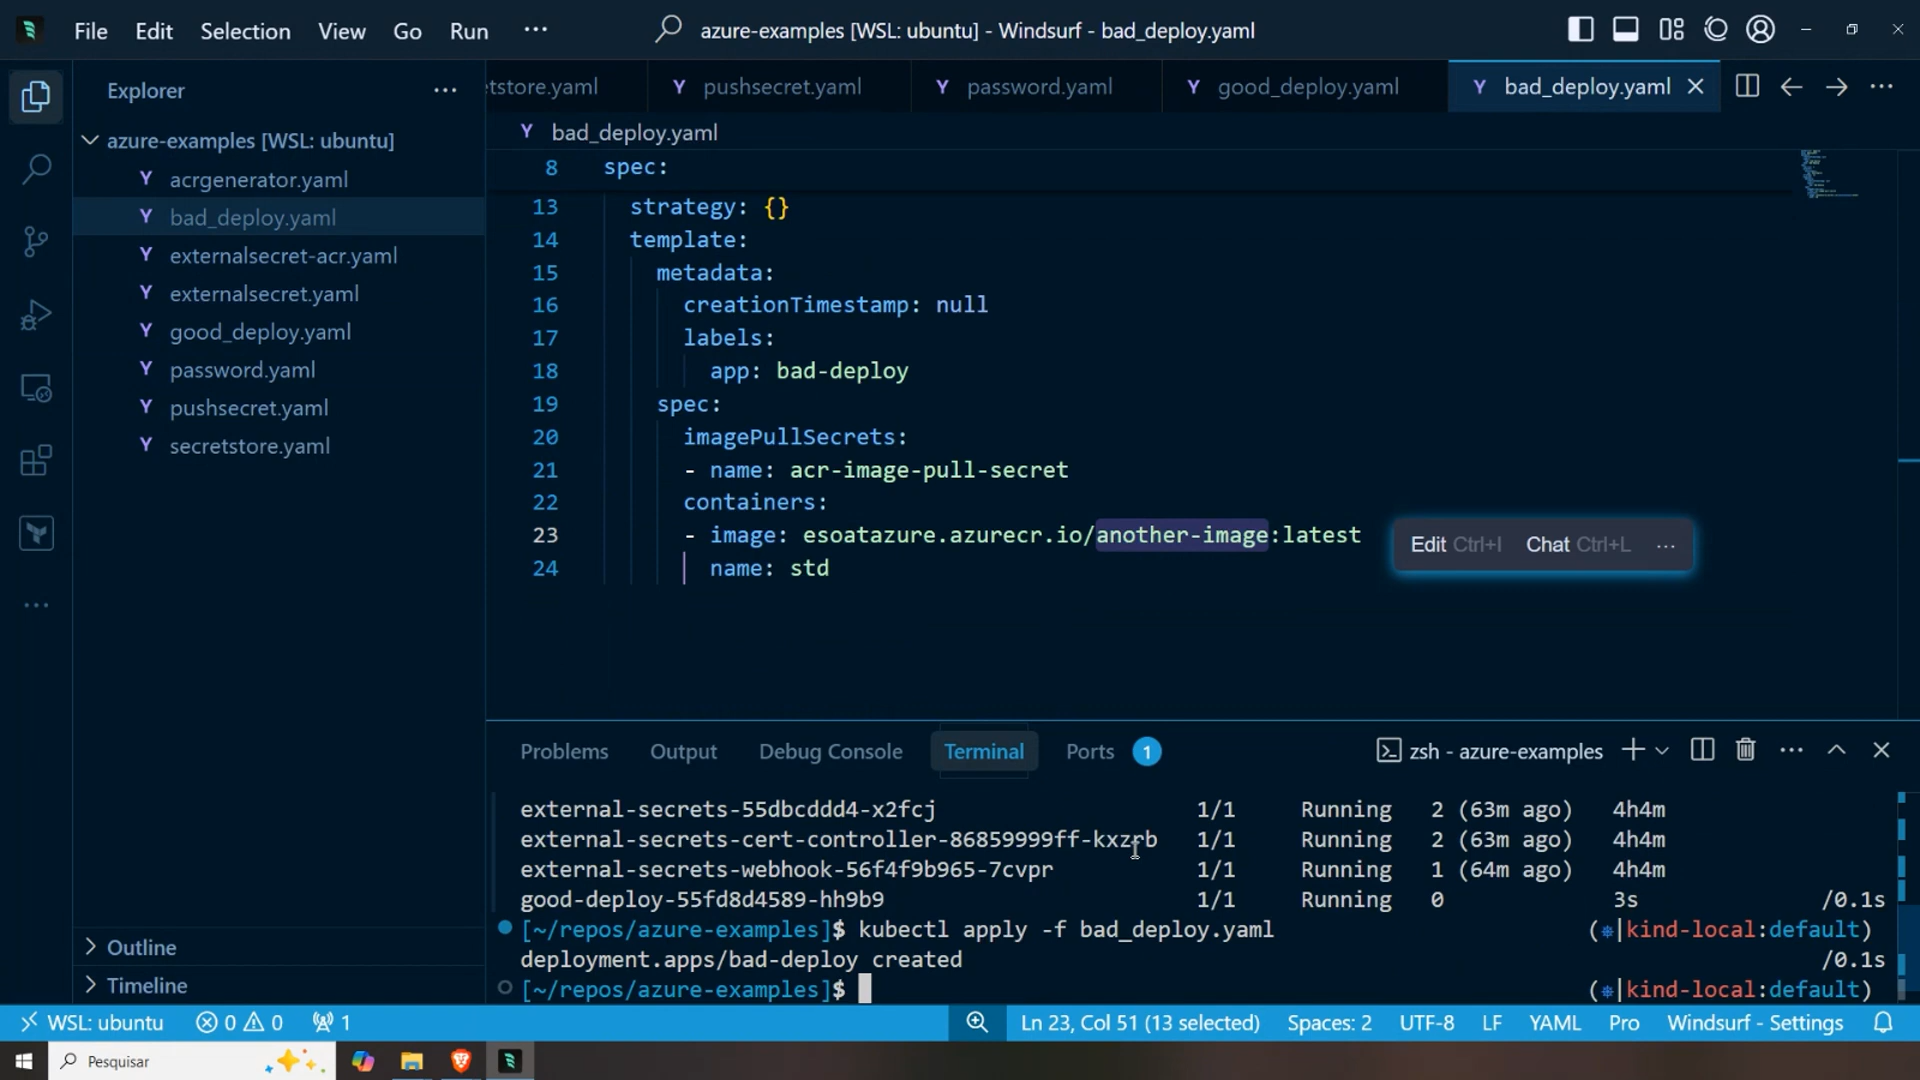 File Edit Selection View Go Run ···
azure-examples [WSL: ubuntu] - Windsurf - bad_deploy.yaml
Explorer ···
azure-examples [WSL: ubuntu]
Y acrgenerator.yaml
Y bad_deploy.yaml
Y externalsecret-acr.yaml
Y externalsecret.yaml
Y good_deploy.yaml
Y password.yaml
Y pushsecret.yaml
Y secretstore.yaml
Outline
Timeline
tstore.yaml Y pushsecret.yaml Y password.yaml Y good_deploy.yaml Y bad_deploy.yaml
Y bad_deploy.yaml
8 spec:
13 strategy: {}
14 template:
15 metadata:
16 creationTimestamp: null
17 labels:
18 app: bad-deploy
19 spec:
20 imagePullSecrets:
21 - name: acr-image-pull-secret
22 containers:
23 - image: esoatazure.azurecr.io/another-image:latest
24 name: std
Edit Ctrl+I Chat Ctrl+L ···
Problems Output Debug Console Terminal Ports 1 zsh - azure-examples
external-secrets-55dbcddd4-x2fcj 1/1 Running 2 (63m ago) 4h4m
external-secrets-cert-controller-86859999ff-kxzrb 1/1 Running 2 (63m ago) 4h4m
external-secrets-webhook-56f4f9b965-7cvpr 1/1 Running 1 (64m ago) 4h4m
good-deploy-55fd8d4589-hh9b9 1/1 Running 0 3s /0.1s
[~/repos/azure-examples]$ kubectl apply -f bad_deploy.yaml (⎈|kind-local:default)
deployment.apps/bad-deploy created /0.1s
[~/repos/azure-examples]$ (⎈|kind-local:default)
WSL: ubuntu 0 0 1 Ln 23, Col 51 (13 selected) Spaces: 2 UTF-8 LF YAML Pro Windsurf - Settings
Pesquisar